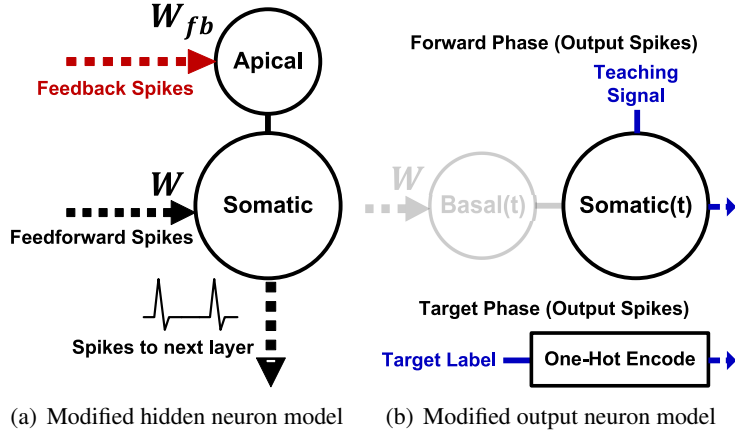 W_fb
Apical
Feedback Spikes
W
Somatic
Feedforward Spikes
Spikes to next layer
Forward Phase (Output Spikes)
Teaching
Signal
W
Basal(t)
Somatic(t)
Target Phase (Output Spikes)
Target Label
One-Hot Encode
(a) Modified hidden neuron model
(b) Modified output neuron model